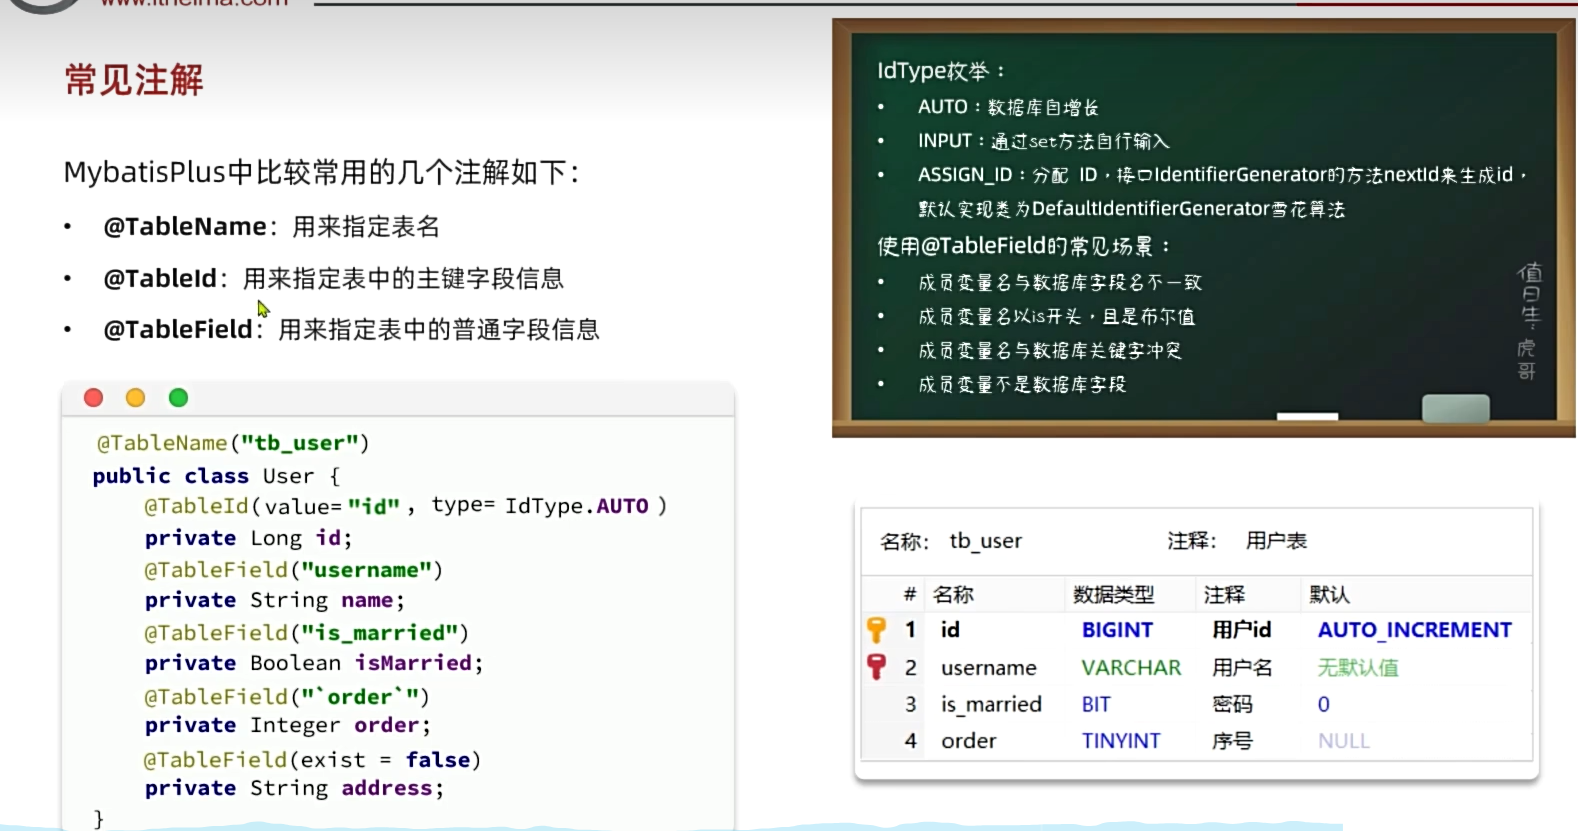 www.itheima.com
常见注解
MybatisPlus中比较常用的几个注解如下：
• @TableName：用来指定表名
• @TableId：用来指定表中的主键字段信息
• @TableField：用来指定表中的普通字段信息
@TableName("tb_user")
public class User {
@TableId(value="id", type= IdType.AUTO )
private Long id;
@TableField("username")
private String name;
@TableField("is_married")
private Boolean isMarried;
@TableField("`order`")
private Integer order;
@TableField(exist = false)
private String address;
}
IdType枚举：
• AUTO：数据库自增长
• INPUT：通过set方法自行输入
• ASSIGN_ID：分配 ID，接口IdentifierGenerator的方法nextId来生成id，
默认实现类为DefaultIdentifierGenerator雪花算法
使用@TableField的常见场景：
• 成员变量名与数据库字段名不一致
• 成员变量名以is开头，且是布尔值
• 成员变量名与数据库关键字冲突
• 成员变量不是数据库字段
值日生：虎哥
名称： tb_user 注释： 用户表
# 名称 数据类型 注释 默认
1 id BIGINT 用户id AUTO_INCREMENT
2 username VARCHAR 用户名 无默认值
3 is_married BIT 密码 0
4 order TINYINT 序号 NULL